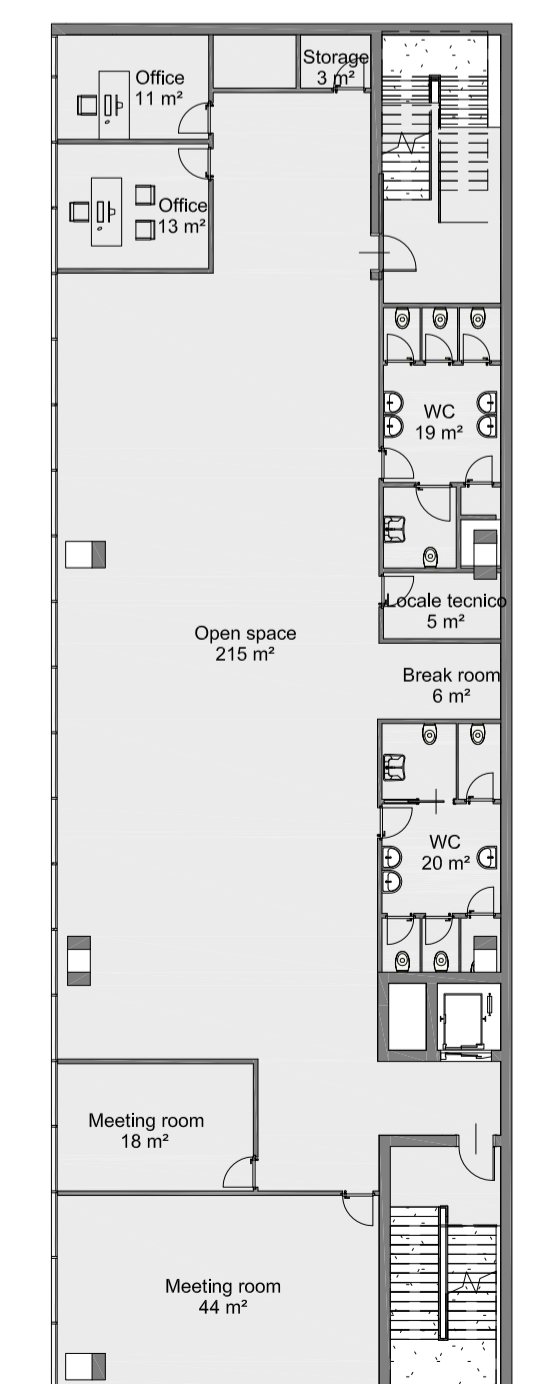 Storage
3 m²
Office
11 m²
Office
13 m²
WC
19 m²
Locale tecnico
5 m²
Open space
215 m²
Break room
6 m²
WC
20 m²
Meeting room
18 m²
Meeting room
44 m²